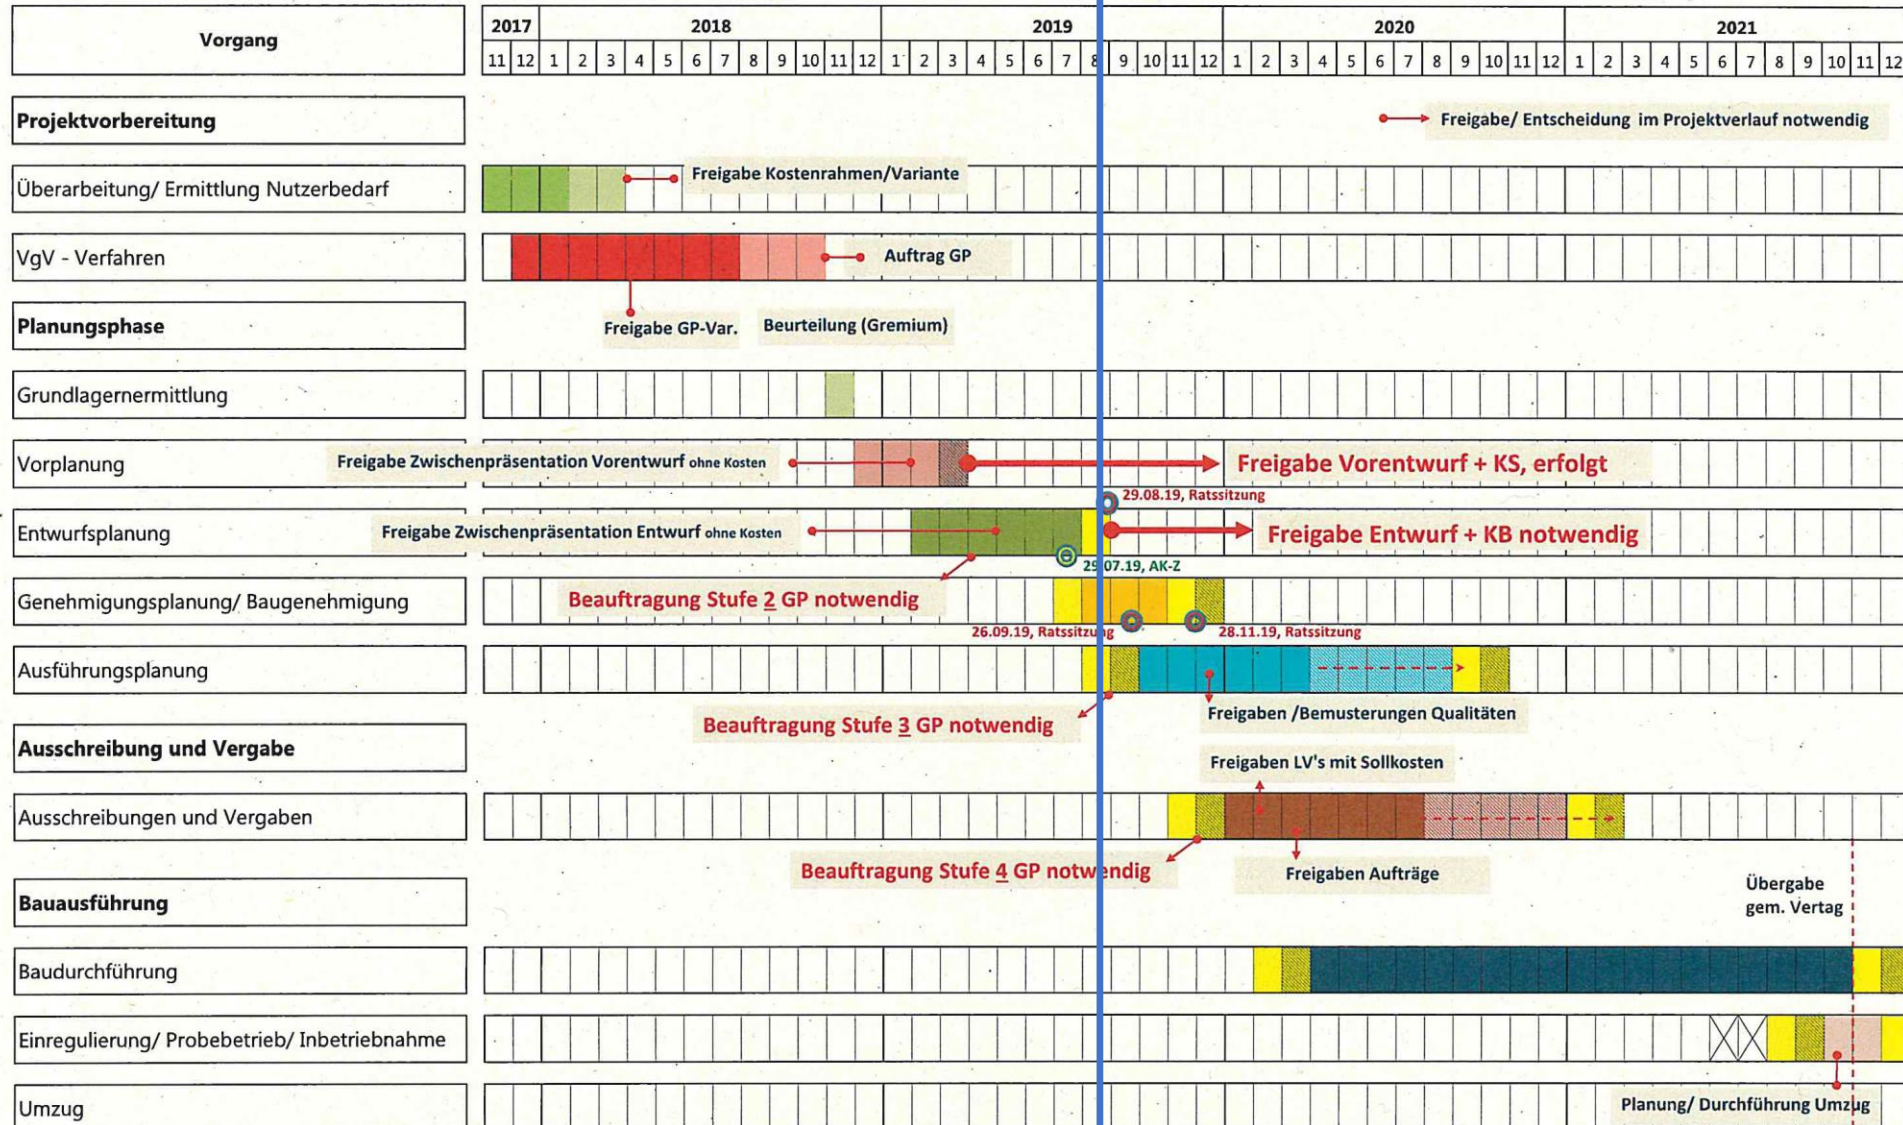 Vorgang
2017 2018 2019 2020 2021
11 12 1 2 3 4 5 6 7 8 9 10 11 12 1 2 3 4 5 6 7 8 9 10 11 12 1 2 3 4 5 6 7 8 9 10 11 12 1 2 3 4 5 6 7 8 9 10 11 12
Projektvorbereitung
Freigabe/ Entscheidung im Projektverlauf notwendig
Überarbeitung/ Ermittlung Nutzerbedarf
Freigabe Kostenrahmen/Variante
VgV - Verfahren
Auftrag GP
Planungsphase
Freigabe GP-Var.
Beurteilung (Gremium)
Grundlagernermittlung
Vorplanung
Freigabe Zwischenpräsentation Vorentwurf ohne Kosten
Freigabe Vorentwurf + KS, erfolgt
29.08.19, Ratssitzung
Entwurfsplanung
Freigabe Zwischenpräsentation Entwurf ohne Kosten
Freigabe Entwurf + KB notwendig
29.07.19, AK-Z
Genehmigungsplanung/ Baugenehmigung
Beauftragung Stufe 2 GP notwendig
26.09.19, Ratssitzung
28.11.19, Ratssitzung
Ausführungsplanung
Beauftragung Stufe 3 GP notwendig
Freigaben /Bemusterungen Qualitäten
Ausschreibung und Vergabe
Freigaben LV's mit Sollkosten
Ausschreibungen und Vergaben
Beauftragung Stufe 4 GP notwendig
Freigaben Aufträge
Bauausführung
Übergabe
gem. Vertag
Baudurchführung
Einregulierung/ Probebetrieb/ Inbetriebnahme
Umzug
Planung/ Durchführung Umzug